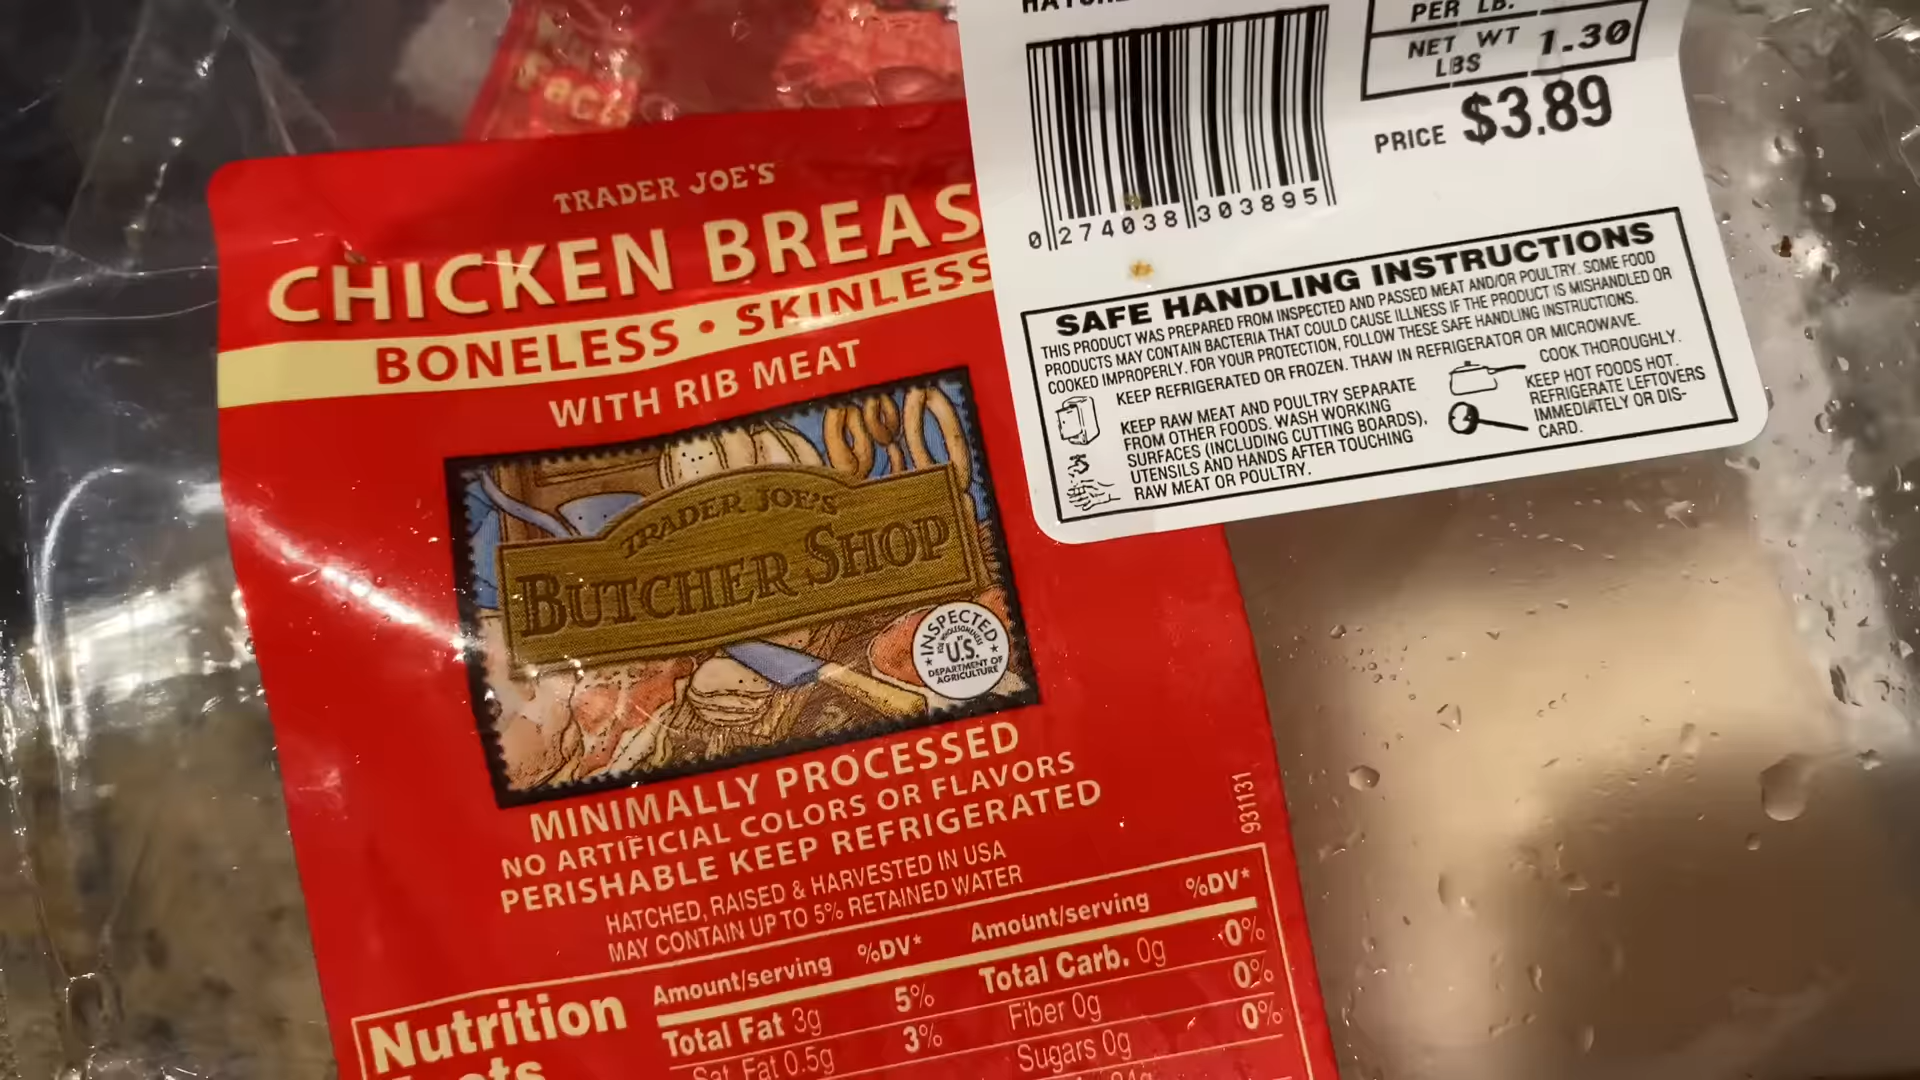 TRADER JOE'S
CHICKEN BREAS
BONELESS • SKINLESS
WITH RIB MEAT
TRADER JOE'S
BUTCHER SHOP
INSPECTED
FOR WHOLESOMENESS
BY
U.S.
DEPARTMENT OF
AGRICULTURE
MINIMALLY PROCESSED
NO ARTIFICIAL COLORS OR FLAVORS
PERISHABLE KEEP REFRIGERATED
HATCHED, RAISED & HARVESTED IN USA
MAY CONTAIN UP TO 5% RETAINED WATER
931131
Nutrition
Amount/serving %DV* Amount/serving %DV*
Total Fat 3g 5% Total Carb. 0g 0%
Sat. Fat 0.5g 3% Fiber 0g 0%
Sugars 0g 0%
PER LB.
NET WT
LBS
1.30
PRICE $3.89
0 274038 303895
SAFE HANDLING INSTRUCTIONS
THIS PRODUCT WAS PREPARED FROM INSPECTED AND PASSED MEAT AND/OR POULTRY. SOME FOOD
PRODUCTS MAY CONTAIN BACTERIA THAT COULD CAUSE ILLNESS IF THE PRODUCT IS MISHANDLED OR
COOKED IMPROPERLY. FOR YOUR PROTECTION, FOLLOW THESE SAFE HANDLING INSTRUCTIONS.
KEEP REFRIGERATED OR FROZEN. THAW IN REFRIGERATOR OR MICROWAVE.
KEEP RAW MEAT AND POULTRY SEPARATE
FROM OTHER FOODS. WASH WORKING
SURFACES (INCLUDING CUTTING BOARDS),
UTENSILS AND HANDS AFTER TOUCHING
RAW MEAT OR POULTRY.
COOK THOROUGHLY.
KEEP HOT FOODS HOT.
REFRIGERATE LEFTOVERS
IMMEDIATELY OR DIS-
CARD.